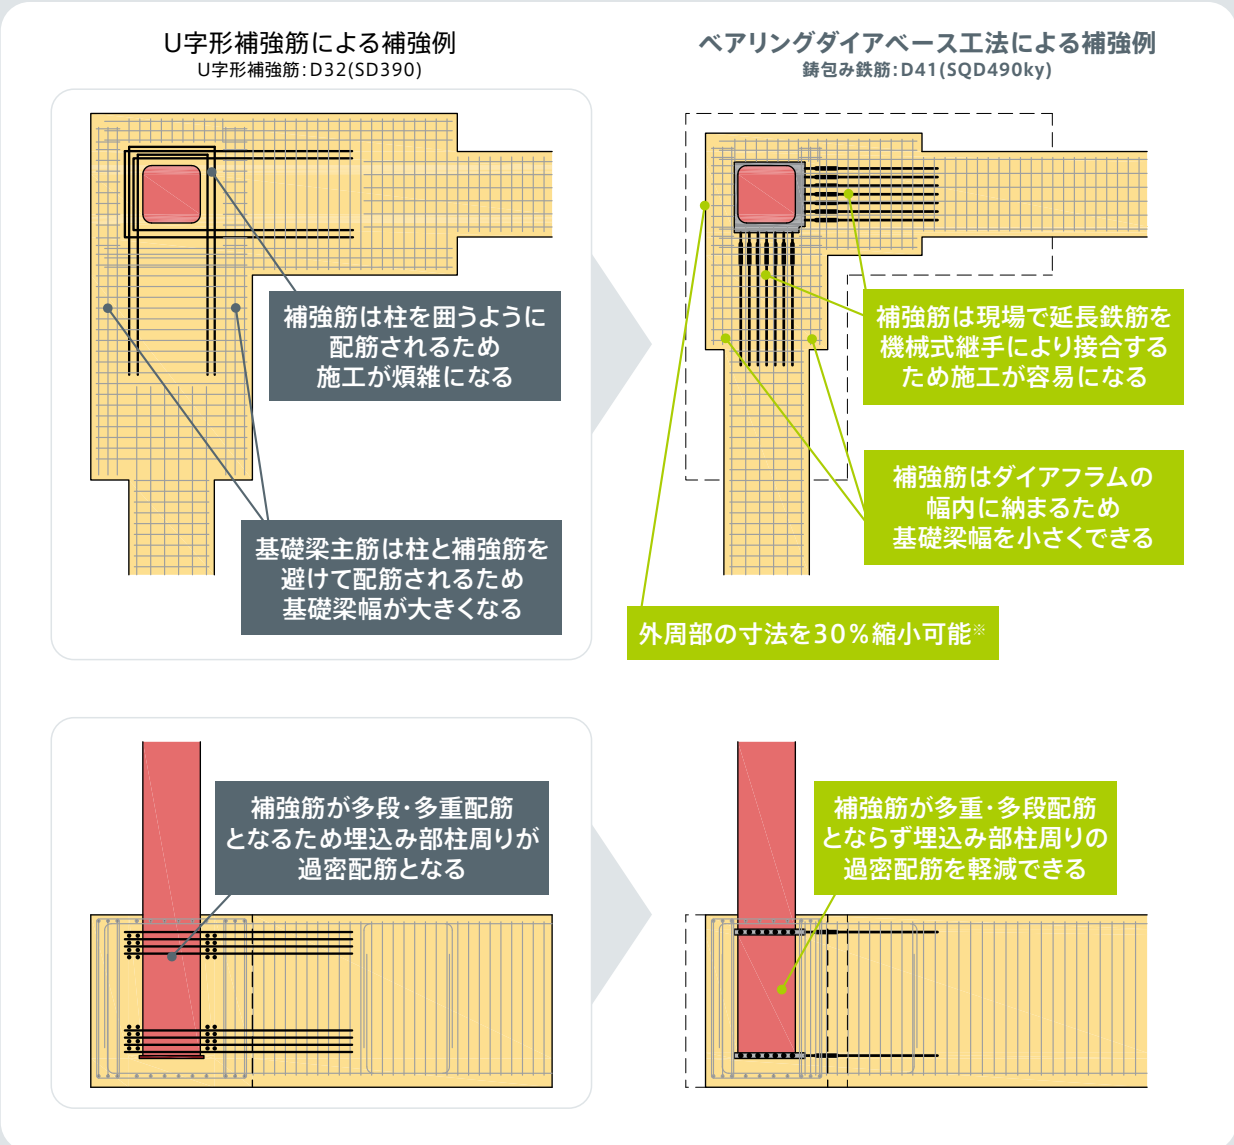 U字形補強筋による補強例
U字形補強筋:D32(SD390)
補強筋は柱を囲うように
配筋されるため
施工が煩雑になる
基礎梁主筋は柱と補強筋を
避けて配筋されるため
基礎梁幅が大きくなる
ベアリングダイアベース工法による補強例
鋳包み鉄筋:D41(SQD490ky)
補強筋は現場で延長鉄筋を
機械式継手により接合する
ため施工が容易になる
補強筋はダイアフラムの
幅内に納まるため
基礎梁幅を小さくできる
外周部の寸法を30%縮小可能※
補強筋が多段・多重配筋
となるため埋込み部柱周りが
過密配筋となる
補強筋が多重・多段配筋
とならず埋込み部柱周りの
過密配筋を軽減できる